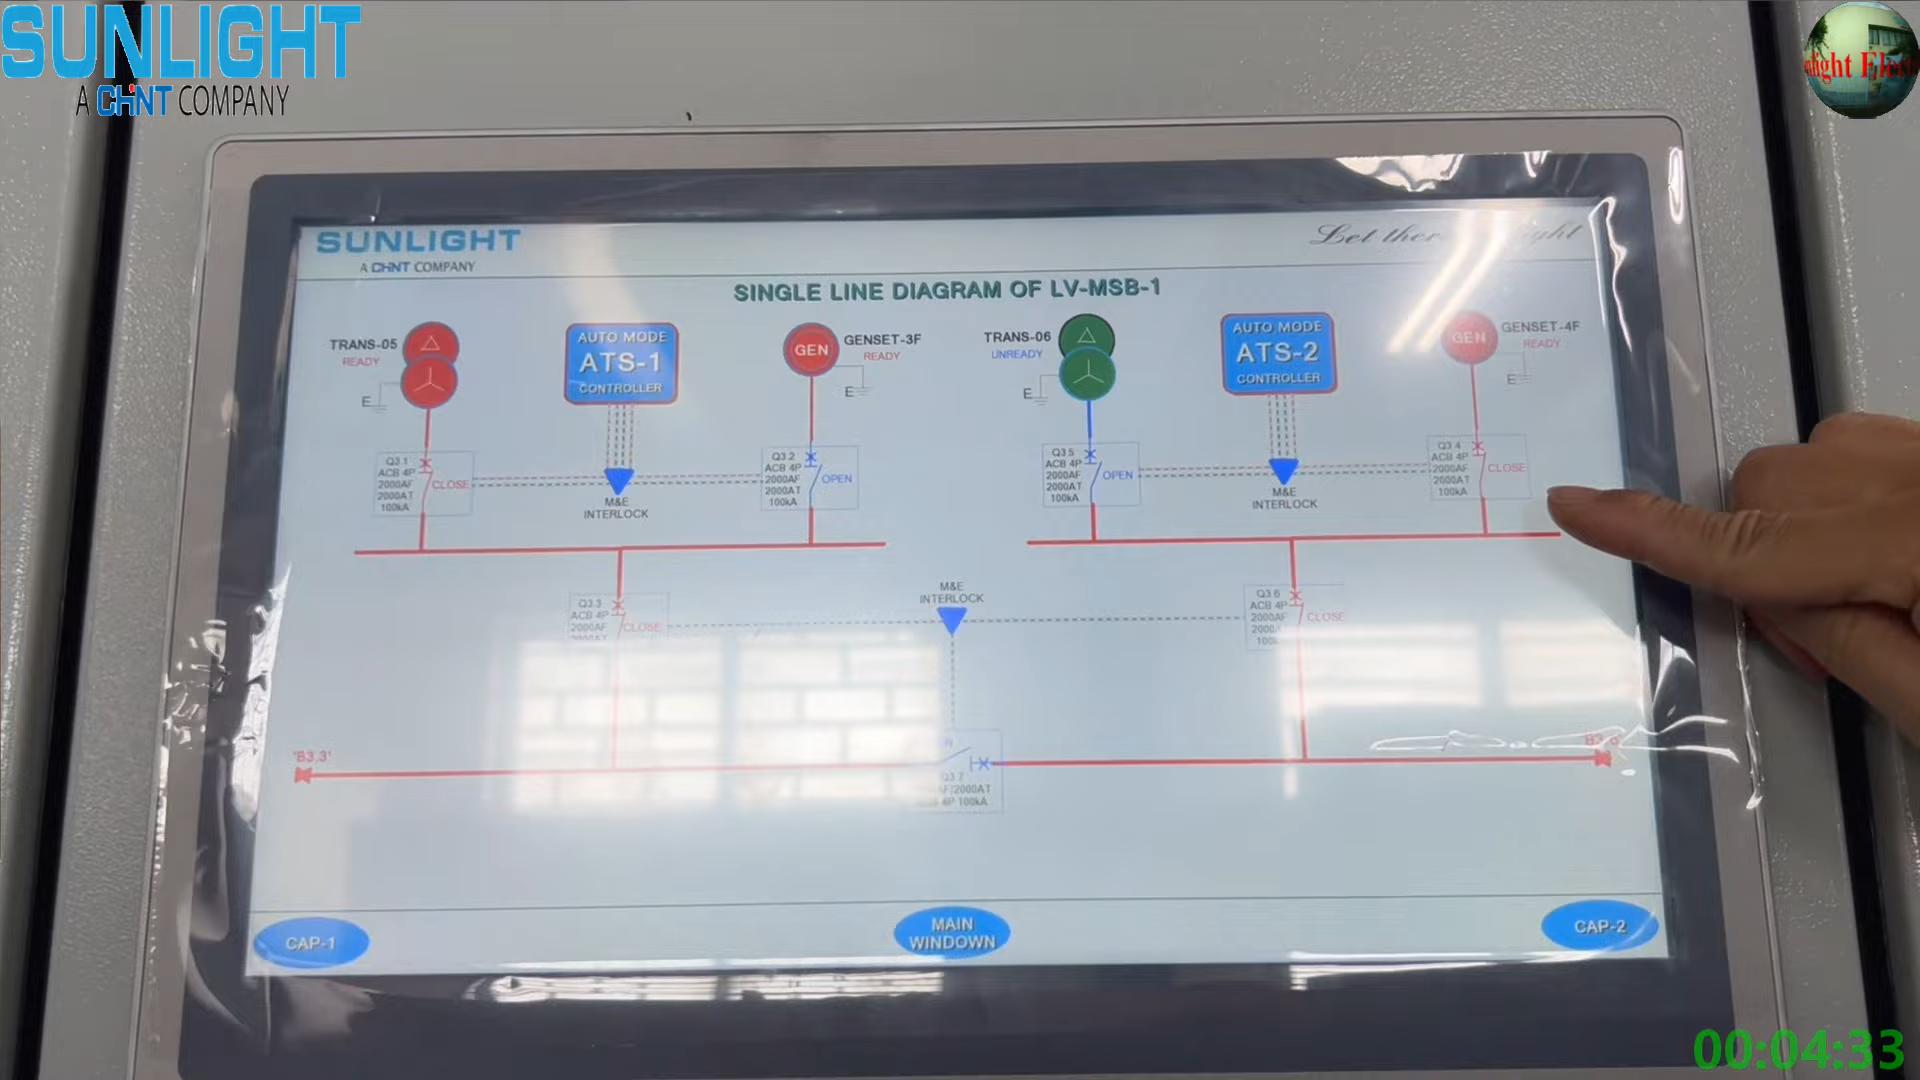 SUNLIGHT
A CHNT COMPANY
SUNLIGHT
A CHNT COMPANY
Let
SINGLE LINE DIAGRAM OF LV-MSB-1
TRANS-05
READY
E
AUTO MODE
ATS-1
CONTROLLER
GEN
GENSET-3F
READY
E
TRANS-06
UNREADY
E
AUTO MODE
ATS-2
CONTROLLER
GEN
GENSET-4F
READY
E
Q3.1
ACB 4P
2000AF
2000AT
100kA
CLOSE
M&E
INTERLOCK
Q3.2
ACB 4P
2000AF
2000AT
100kA
OPEN
Q3.5
ACB 4P
2000AF
2000AT
100kA
OPEN
M&E
INTERLOCK
Q3.4
ACB 4P
2000AF
2000AT
100kA
CLOSE
Q3.3
ACB 4P
2000AF
CLOSE
M&E
INTERLOCK
Q3.6
ACB 4P
2000AF
CLOSE
'B3.3'
Q3.7
/2000AT
4P 100kA
CAP-1
MAIN
WINDOWN
CAP-2
00:04:33